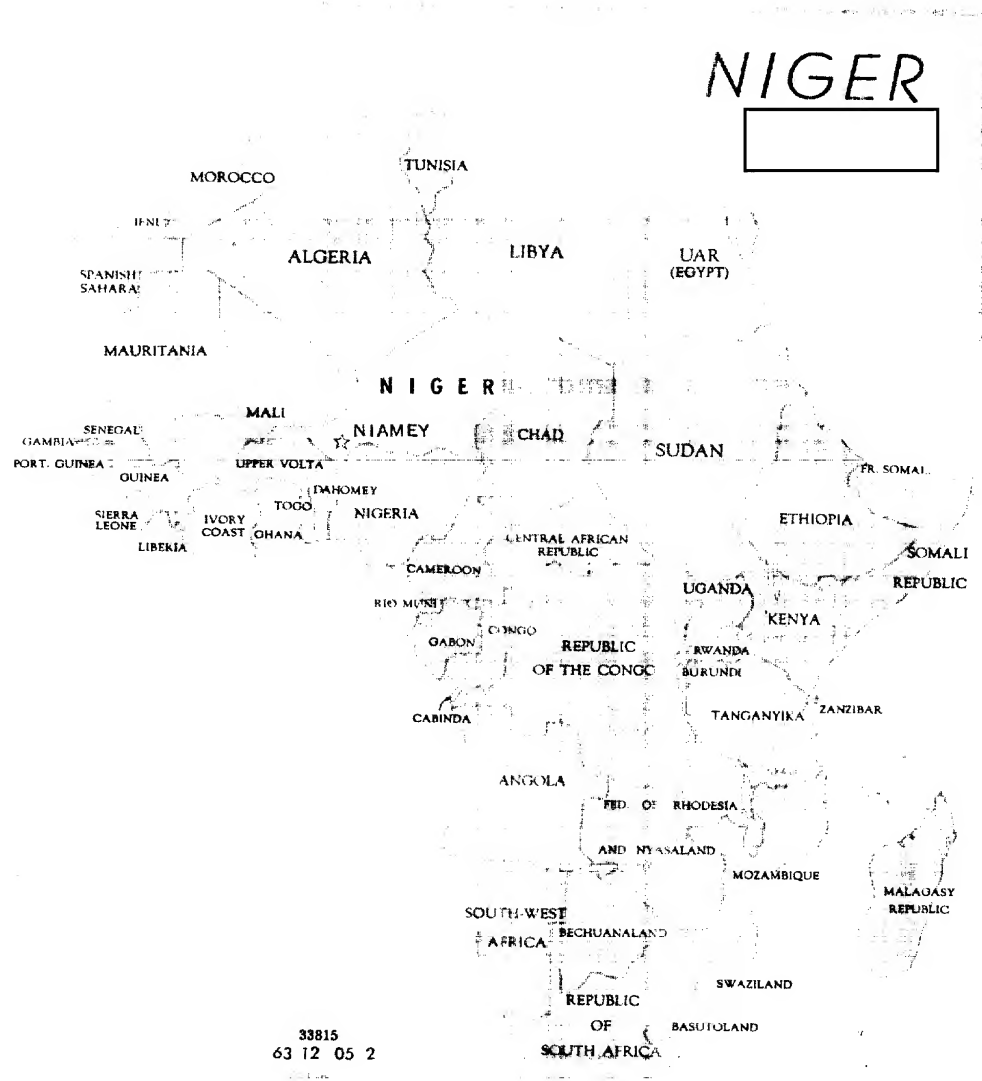 NIGER
TUNISIA
MOROCCO
IFNI
ALGERIA
LIBYA
UAR
(EGYPT)
SPANISH
SAHARA
MAURITANIA
NIGER
MALI
SENEGAL
NIAMEY
CHAD
GAMBIA
SUDAN
PORT. GUINEA
UPPER VOLTA
GUINEA
FR. SOMAL.
DAHOMEY
TOGO
NIGERIA
SIERRA
LEONE
IVORY
COAST
GHANA
ETHIOPIA
LIBERIA
CENTRAL AFRICAN
REPUBLIC
SOMALI
REPUBLIC
CAMEROON
UGANDA
RIO MUNI
KENYA
CONGO
GABON
REPUBLIC
OF THE CONGO
RWANDA
BURUNDI
CABINDA
TANGANYIKA
ZANZIBAR
ANGOLA
FED. OF RHODESIA
AND NYASALAND
MOZAMBIQUE
MALAGASY
REPUBLIC
SOUTH-WEST
AFRICA
BECHUANALAND
SWAZILAND
REPUBLIC
OF
SOUTH AFRICA
BASUTOLAND
33815
63 12 05 2